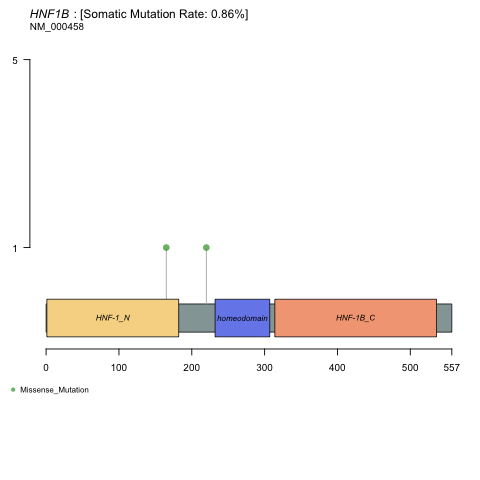 HNF1B : [Somatic Mutation Rate: 0.86%]
NM_000458
5
1
HNF-1_N
homeodomain
HNF-1B_C
0 100 200 300 400 500 557
Missense_Mutation